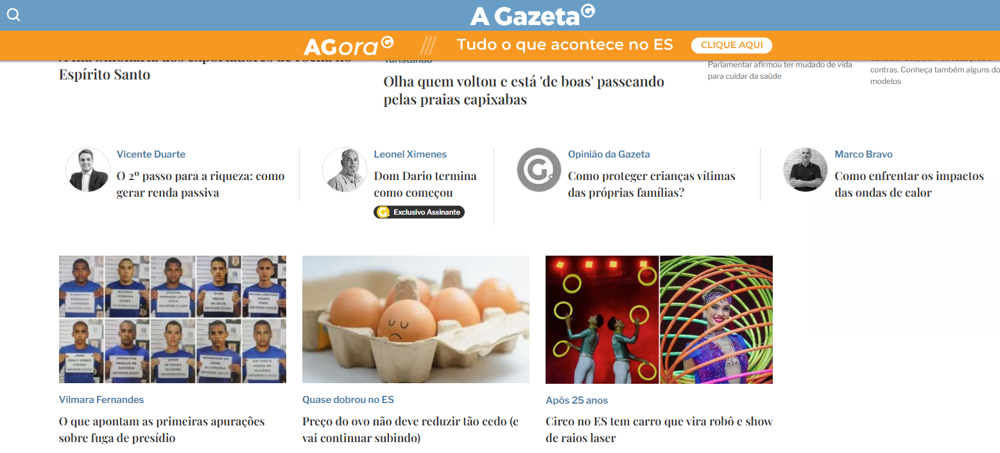 A Gazeta G.
AGora G.
Tudo o que acontece no ES
CLIQUE AQUI
Espírito Santo
Turistando
Olha quem voltou e está 'de boas' passeando
pelas praias capixabas
Parlamentar afirmou ter mudado de vida
para cuidar da saúde
contras. Conheça também alguns do
modelos
Vicente Duarte
O 2º passo para a riqueza: como
gerar renda passiva
Leonel Ximenes
Dom Dario termina
como começou
G. Exclusivo Assinante
G.
Opinião da Gazeta
Como proteger crianças vítimas
das próprias famílias?
Marco Bravo
Como enfrentar os impactos
das ondas de calor
Vilmara Fernandes
O que apontam as primeiras apurações
sobre fuga de presídio
Quase dobrou no ES
Preço do ovo não deve reduzir tão cedo (e
vai continuar subindo)
Após 25 anos
Circo no ES tem carro que vira robô e show
de raios laser